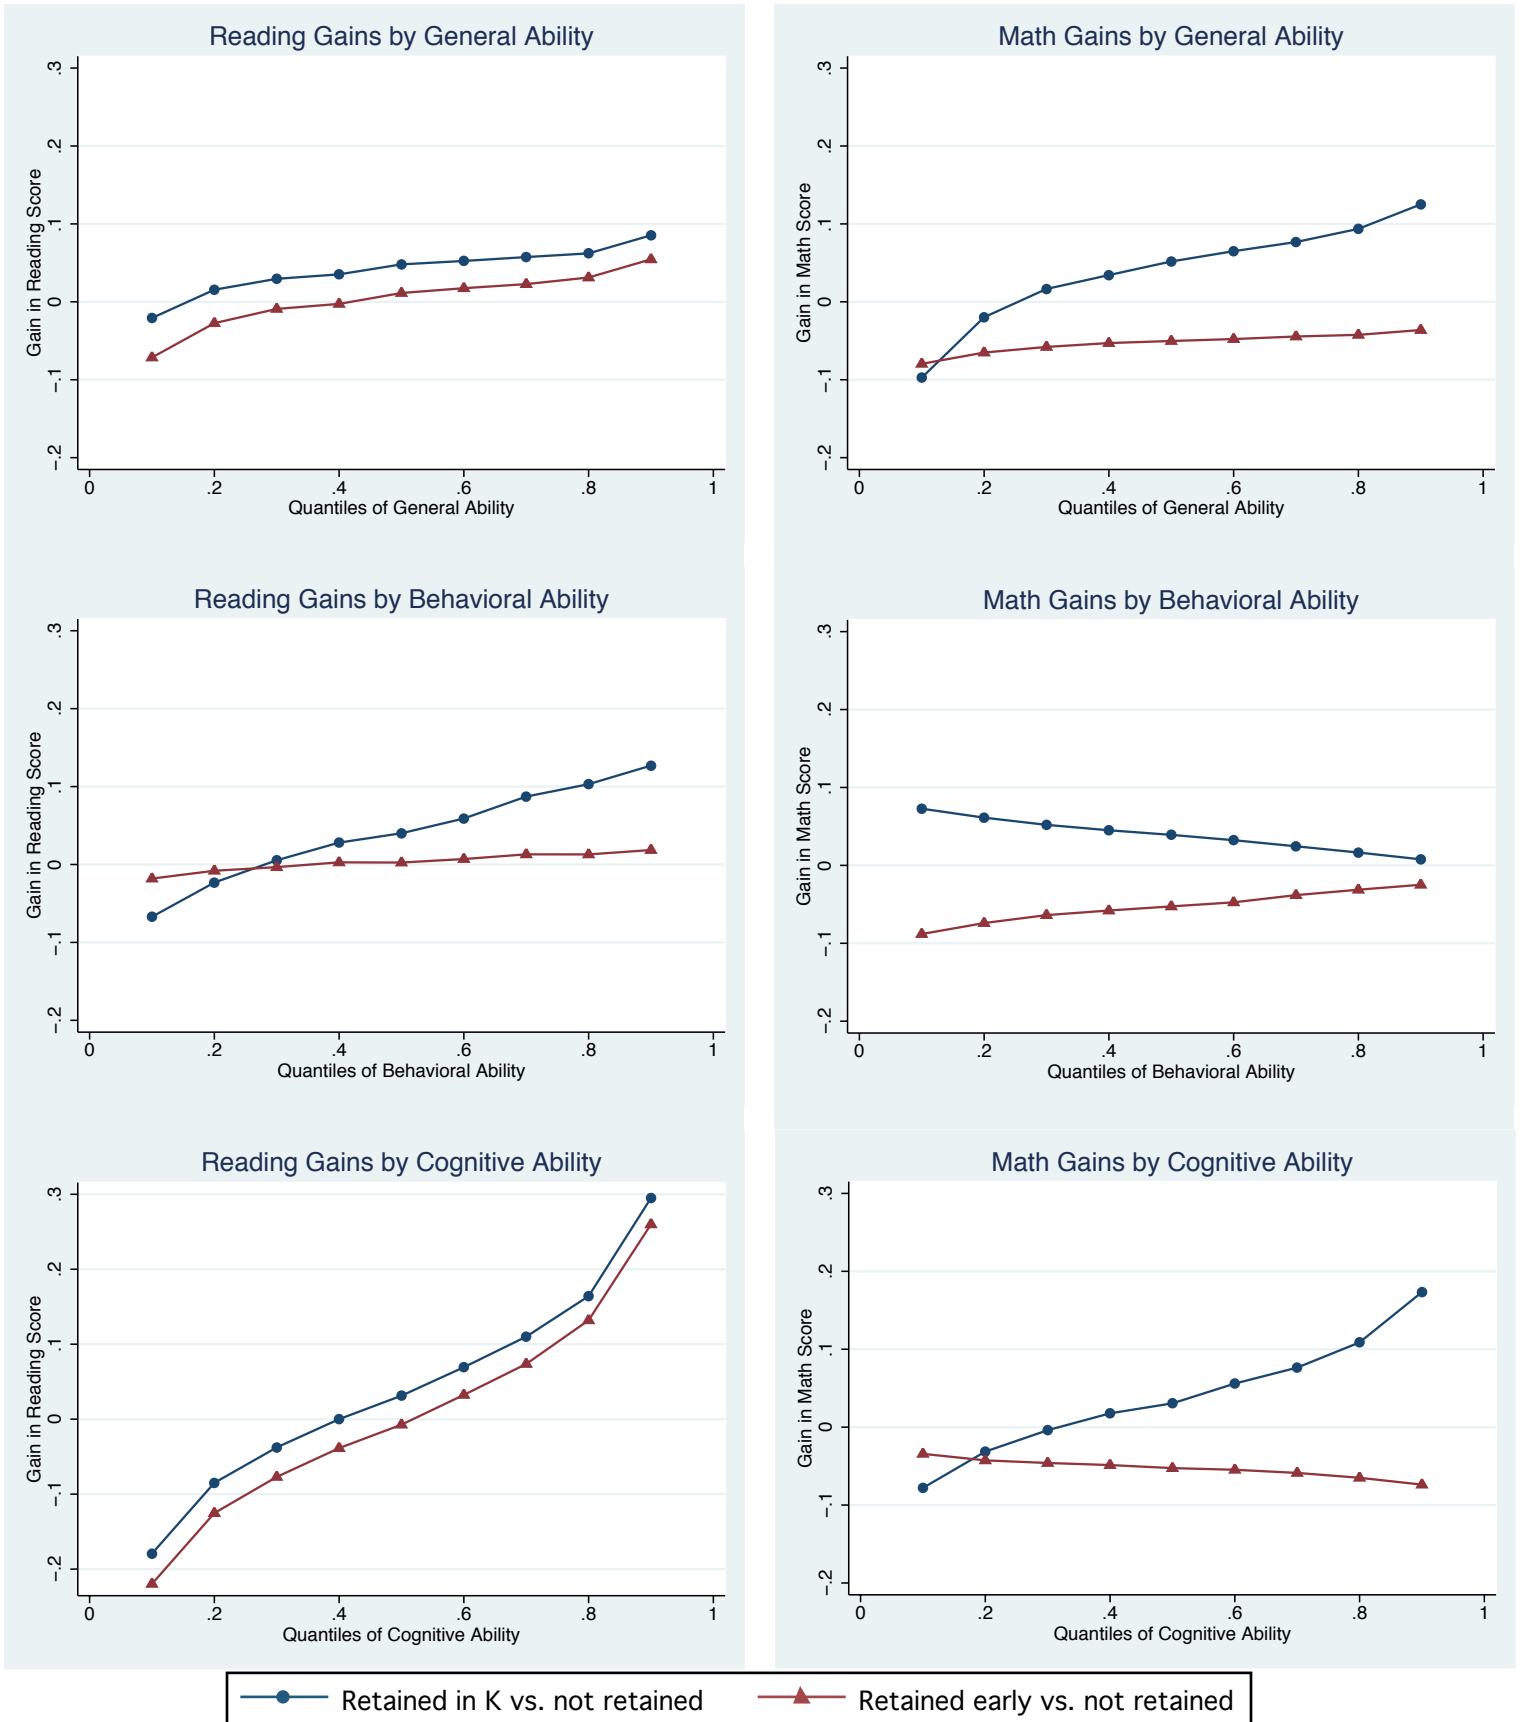 Reading Gains by General Ability
Gain in Reading Score
.3
.2
.1
0
-.1
-.2
0 .2 .4 .6 .8 1
Quantiles of General Ability
Math Gains by General Ability
Gain in Math Score
.3
.2
.1
0
-.1
-.2
0 .2 .4 .6 .8 1
Quantiles of General Ability
Reading Gains by Behavioral Ability
Gain in Reading Score
.3
.2
.1
0
-.1
-.2
0 .2 .4 .6 .8 1
Quantiles of Behavioral Ability
Math Gains by Behavioral Ability
Gain in Math Score
.3
.2
.1
0
-.1
-.2
0 .2 .4 .6 .8 1
Quantiles of Behavioral Ability
Reading Gains by Cognitive Ability
Gain in Reading Score
.3
.2
.1
0
-.1
-.2
0 .2 .4 .6 .8 1
Quantiles of Cognitive Ability
Math Gains by Cognitive Ability
Gain in Math Score
.3
.2
.1
0
-.1
-.2
0 .2 .4 .6 .8 1
Quantiles of Cognitive Ability
Retained in K vs. not retained
Retained early vs. not retained